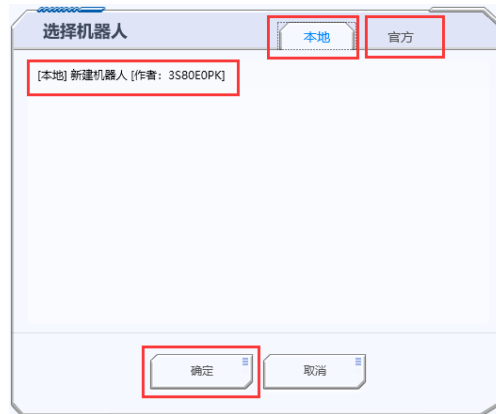 选择机器人
本地
官方
[本地] 新建机器人 [作者：3S80E0PK]
确定
取消